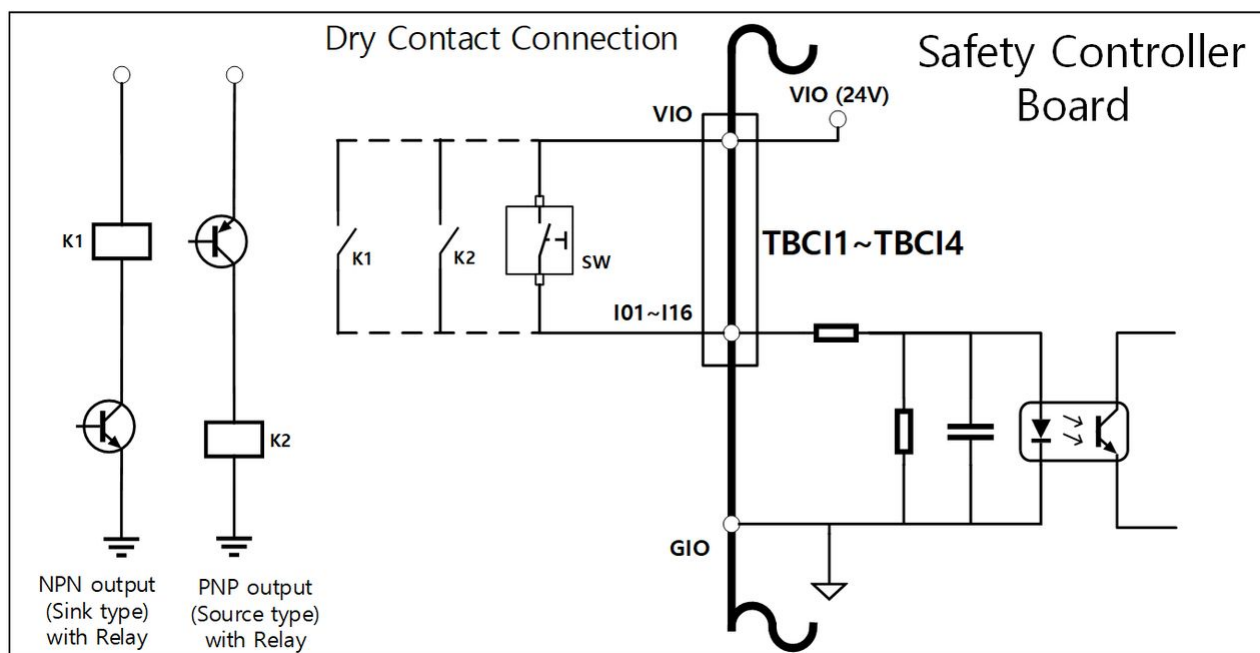 Dry Contact Connection
Safety Controller
Board
VIO (24V)
VIO
K1
K1
K2
SW
TBCI1~TBCI4
I01~I16
K2
GIO
NPN output
(Sink type)
with Relay
PNP output
(Source type)
with Relay